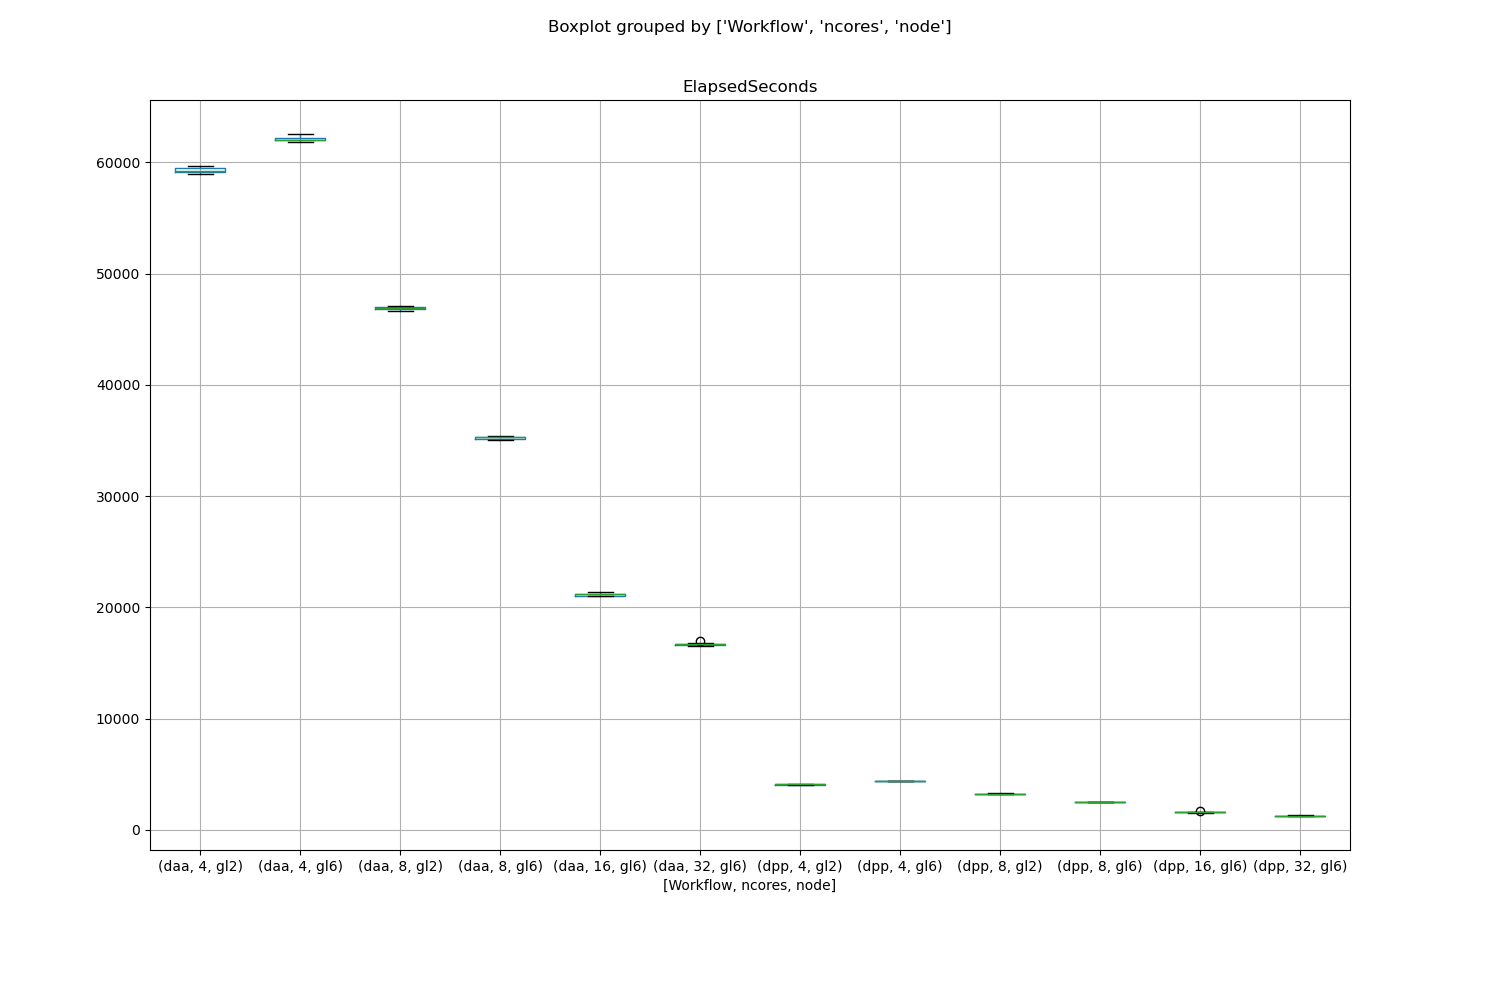 Boxplot grouped by ['Workflow', 'ncores', 'node']
ElapsedSeconds
60000
50000
40000
30000
20000
10000
0
(daa, 4, gl2) (daa, 4, gl6) (daa, 8, gl2) (daa, 8, gl6) (daa, 16, gl6) (daa, 32, gl6) (dpp, 4, gl2) (dpp, 4, gl6) (dpp, 8, gl2) (dpp, 8, gl6) (dpp, 16, gl6) (dpp, 32, gl6)
[Workflow, ncores, node]